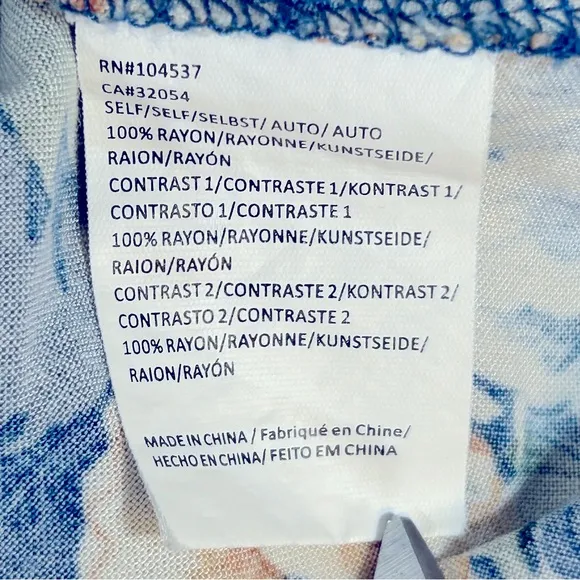 RN#104537
CA#32054
SELF/SELF/SELBST/ AUTO/ AUTO
100% RAYON/RAYONNE/KUNSTSEIDE/
RAION/RAYÓN
CONTRAST 1/CONTRASTE 1/KONTRAST 1/
CONTRASTO 1/CONTRASTE 1
100% RAYON/RAYONNE/KUNSTSEIDE/
RAION/RAYÓN
CONTRAST 2/CONTRASTE 2/KONTRAST 2/
CONTRASTO 2/CONTRASTE 2
100% RAYON/RAYONNE/KUNSTSEIDE/
RAION/RAYÓN
MADE IN CHINA / Fabriqué en Chine/
HECHO EN CHINA/ FEITO EM CHINA